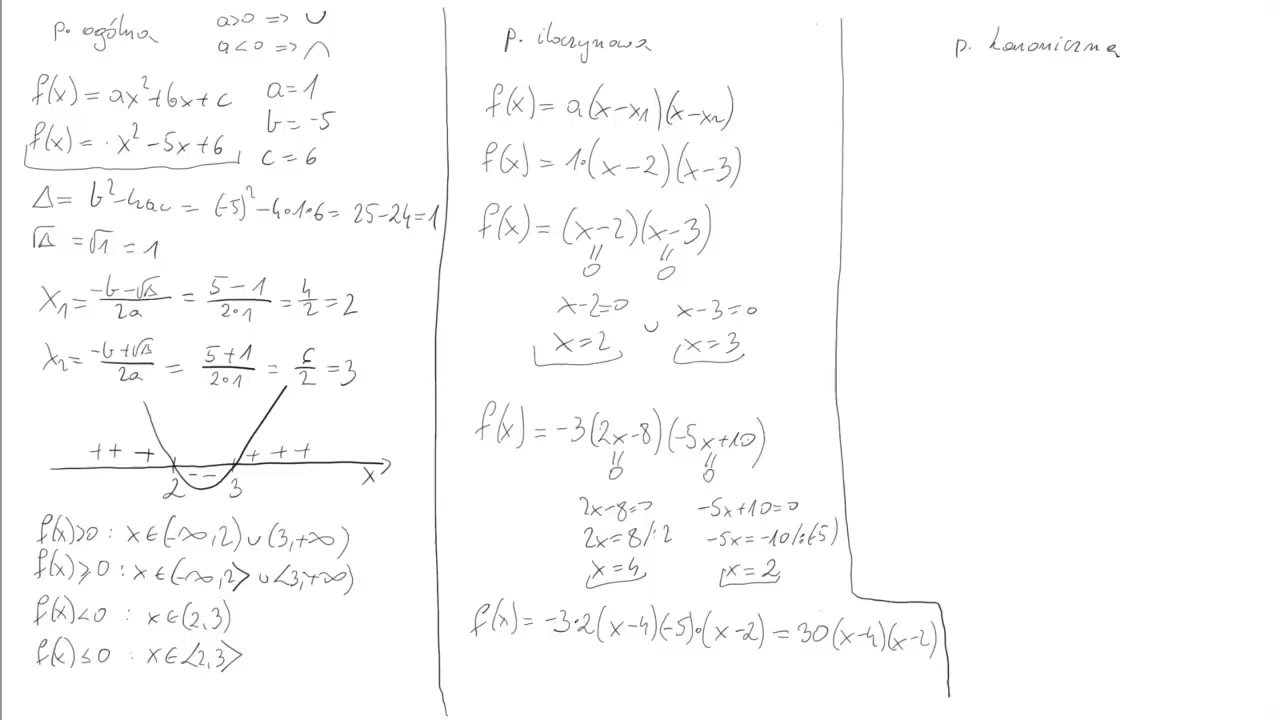 p. ogólna
a>0 => ∪
a<0 => ∩
f(x) = ax²+bx+c
a=1
f(x) = x² - 5x+6
b= -5
c=6
Δ= b²-4ac = (-5)²-4·1·6= 25-24=1
√Δ = √1 = 1
x₁= (-b-√Δ)/2a = (5-1)/2·1 = 4/2 = 2
x₂= (-b+√Δ)/2a = (5+1)/2·1 = 6/2 = 3
++ + + + +
-- 
2 3 x
f(x)>0 : x∈(-∞,2)∪(3,+∞)
f(x)⩾0 : x∈(-∞,2>∪<3,+∞)
f(x)<0 : x∈(2,3)
f(x)≤0 : x∈<2,3>
p. iloczynowa
f(x)= a(x-x₁)(x-x₂)
f(x) = 1·(x-2)(x-3)
f(x)= (x-2)(x-3)
= =
0 0
x-2=0 ∪ x-3=0
x=2 x=3
f(x)= -3(2x-8)(-5x+10)
= =
0 0
2x-8=0 -5x+10=0
2x=8/:2 -5x=-10/:(-5)
x=4 x=2
f(x)= -3·2(x-4)(-5)·(x-2) = 30(x-4)(x-2)
p. kanoniczna